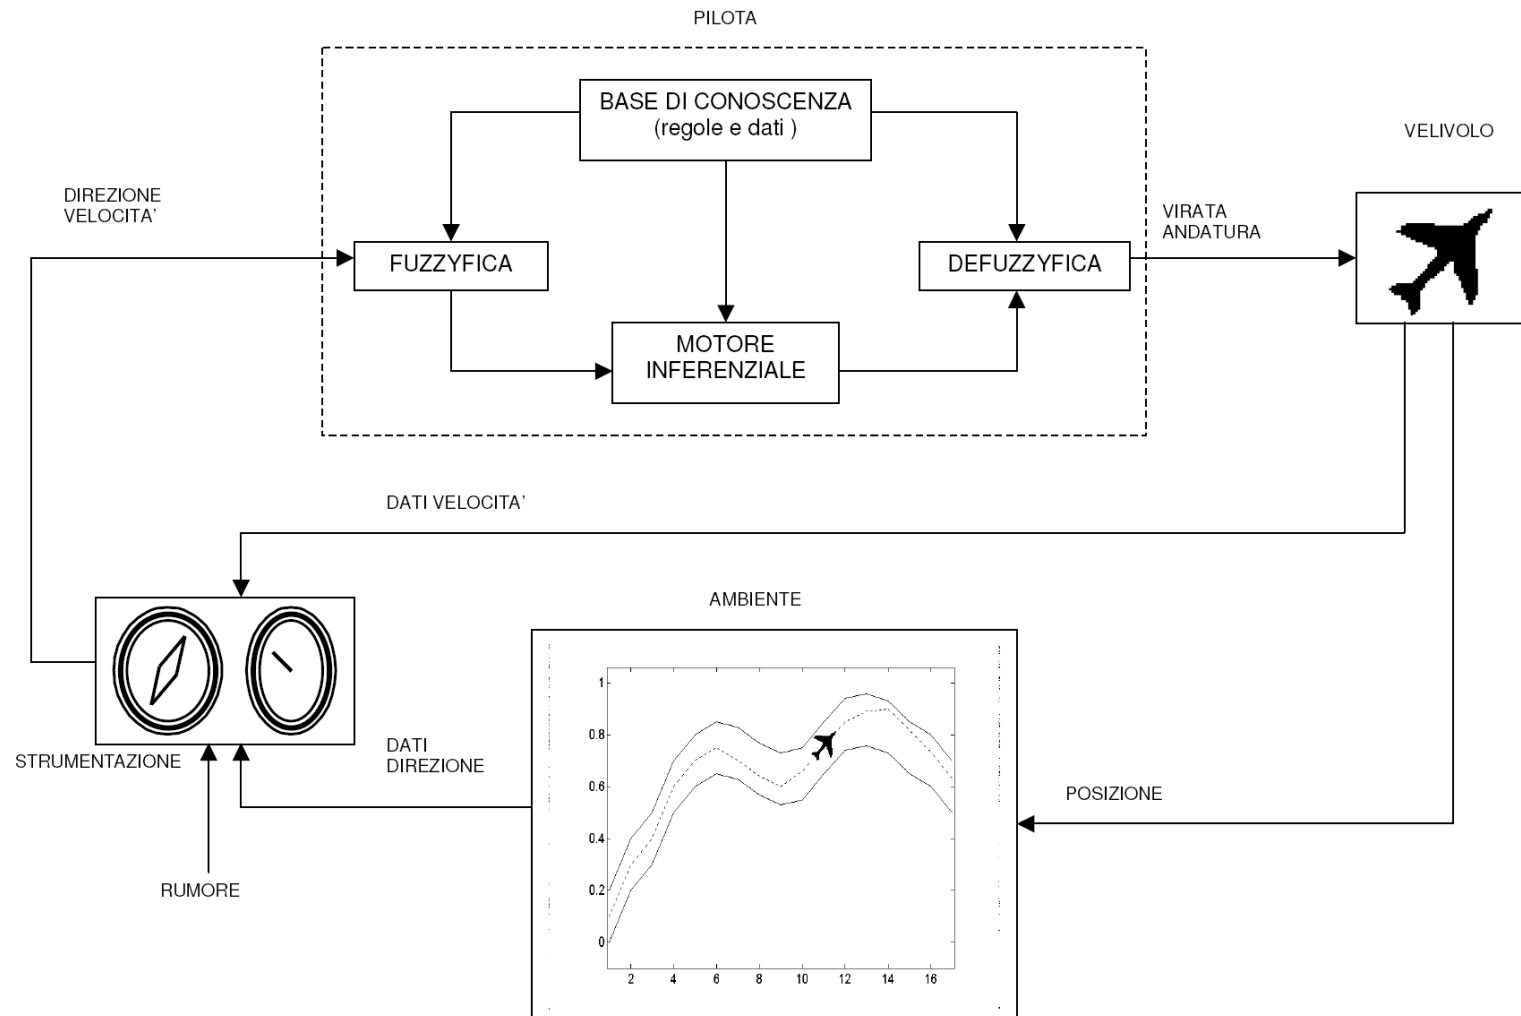 PILOTA
BASE DI CONOSCENZA
(regole e dati )
VELIVOLO
DIREZIONE
VELOCITA'
VIRATA
ANDATURA
FUZZYFICA
DEFUZZYFICA
MOTORE
INFERENZIALE
DATI VELOCITA'
AMBIENTE
STRUMENTAZIONE
DATI
DIREZIONE
POSIZIONE
RUMORE
1
0.8
0.6
0.4
0.2
0
2 4 6 8 10 12 14 16